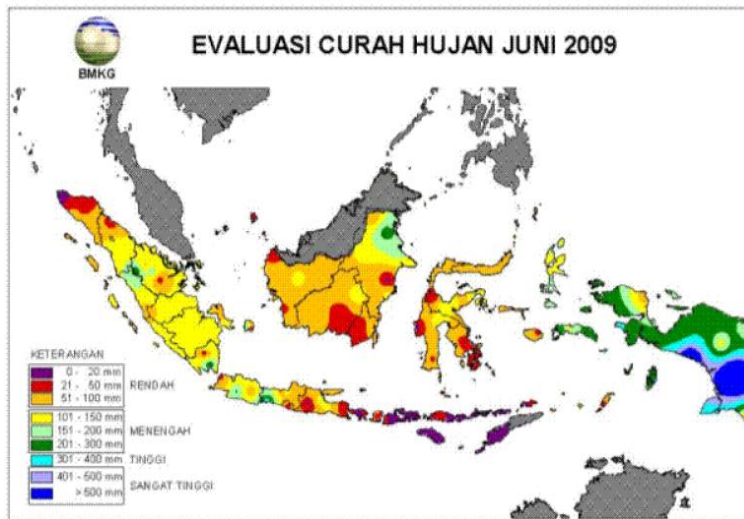 EVALUASI CURAH HUJAN JUNI 2009
BMKG
KETERANGAN
0 - 20 mm
21 - 50 mm RENDAH
51 - 100 mm
101 - 150 mm
151 - 200 mm MENENGAH
201 - 300 mm
301 - 400 mm TINGGI
401 - 500 mm SANGAT TINGGI
> 500 mm